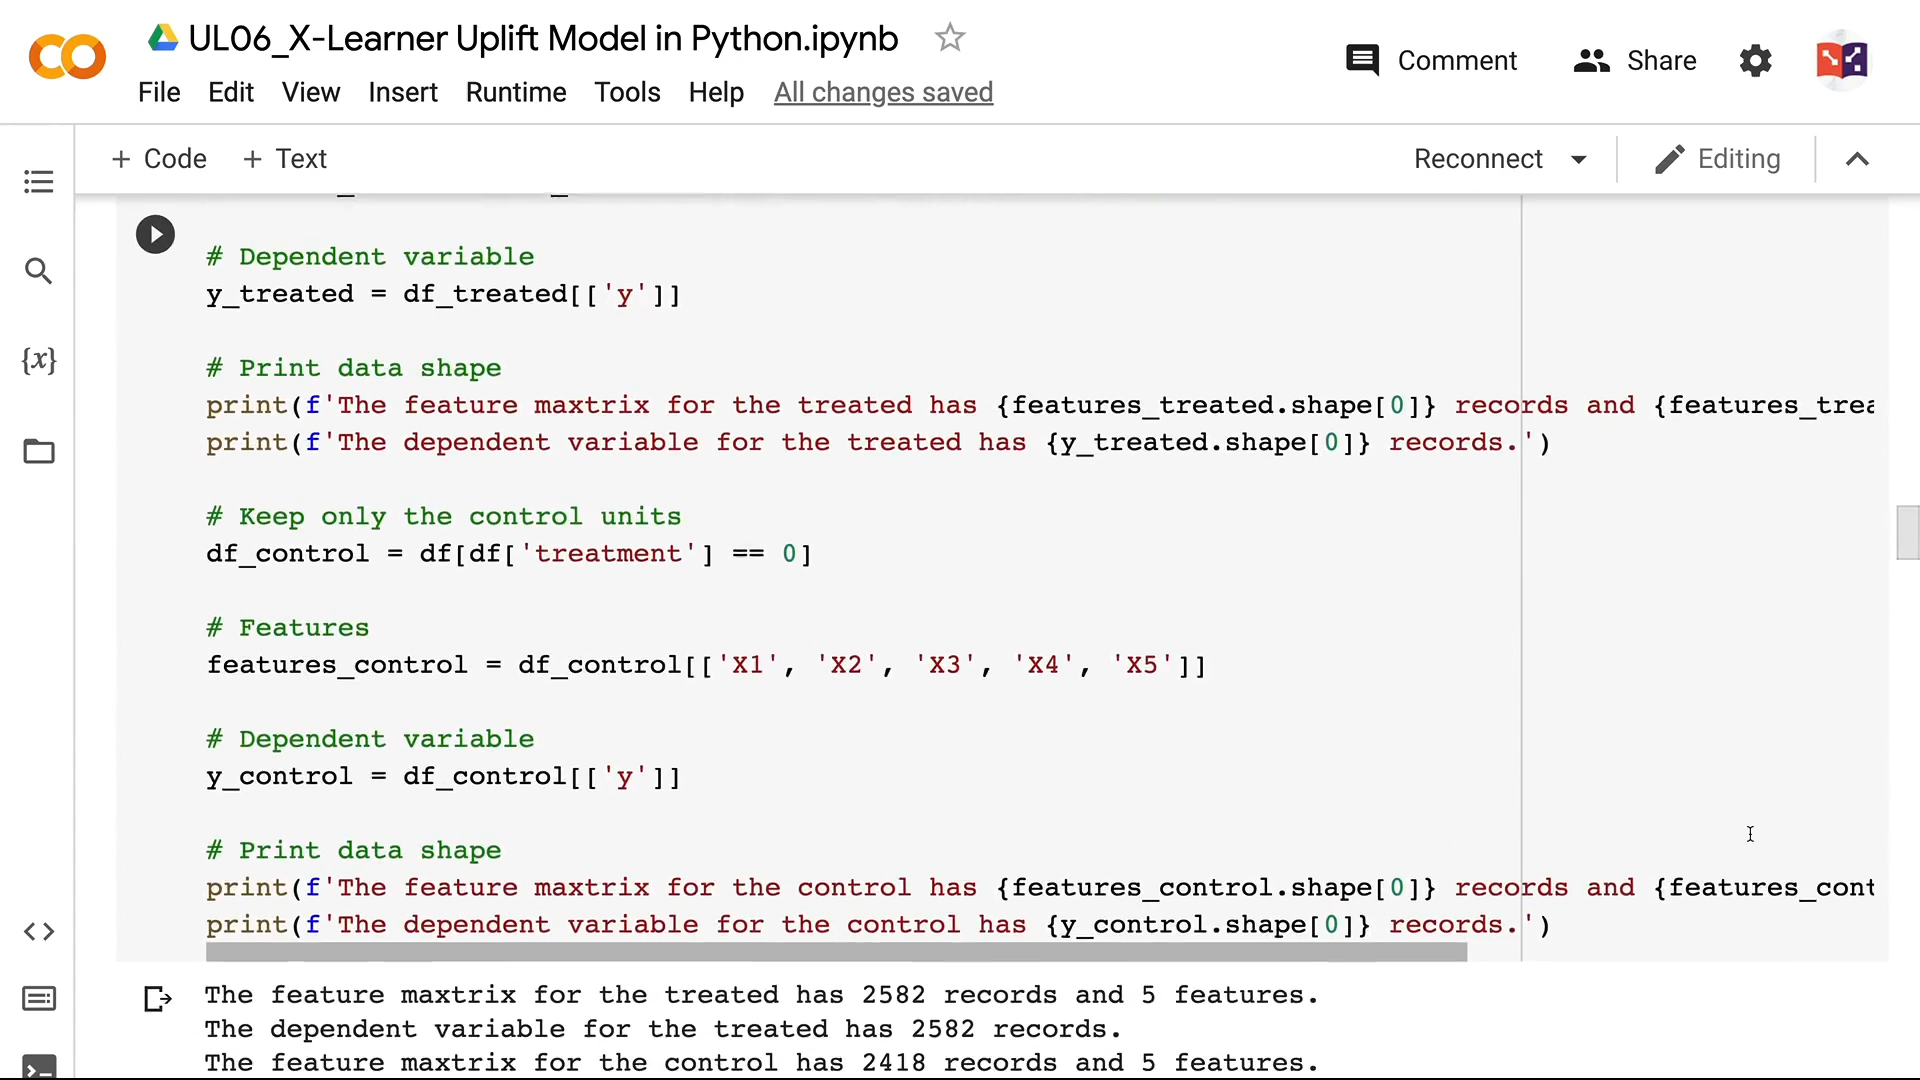 UL06_X-Learner Uplift Model in Python.ipynb
Comment
Share
File Edit View Insert Runtime Tools Help All changes saved
+ Code + Text
Reconnect
Editing
{x}
# Dependent variable
y_treated = df_treated[['y']]
# Print data shape
print(f'The feature maxtrix for the treated has {features_treated.shape[0]} records and {features_trea
print(f'The dependent variable for the treated has {y_treated.shape[0]} records.')
# Keep only the control units
df_control = df[df['treatment'] == 0]
# Features
features_control = df_control[['X1', 'X2', 'X3', 'X4', 'X5']]
# Dependent variable
y_control = df_control[['y']]
# Print data shape
print(f'The feature maxtrix for the control has {features_control.shape[0]} records and {features_cont
print(f'The dependent variable for the control has {y_control.shape[0]} records.')
The feature maxtrix for the treated has 2582 records and 5 features.
The dependent variable for the treated has 2582 records.
The feature maxtrix for the control has 2418 records and 5 features.